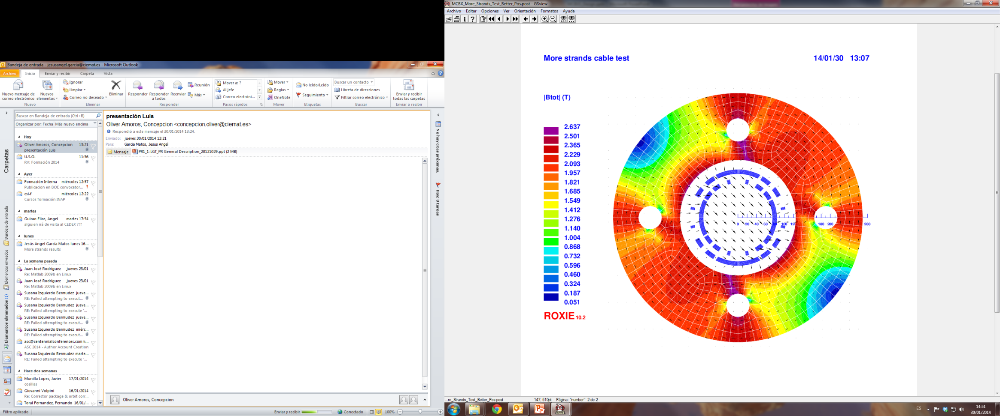 Bandeja de entrada - jesusangel.garcia@ciemat.es - Microsoft Outlook
Archivo Inicio Enviar y recibir Carpeta Vista
Nuevo mensaje de correo electrónico
Nuevos elementos
Nuevo
Ignorar
Limpiar
Correo no deseado
Eliminar
Eliminar
Responder
Responder a todos
Reenviar
Reunión
Más
Responder
Mover a: ?
Al jefe
Correo electróni...
Pasos rápidos
Mover
Reglas
OneNote
Mover
No leído/Leído
Seguimiento
Etiquetas
Buscar un contacto
Libreta de direcciones
Filtrar correo electrónico
Buscar
Enviar y recibir todas las carpetas
Enviar o recibir
Carpetas
Bandeja de entrada
Elementos enviados
Elementos eliminados (1)
Buscar en Bandeja de entrada (Ctrl+B)
Organizar por: Fecha Más nuevo encima
Hoy
Oliver Amoros, Concepcion 13:21
presentación Luis
U.S.O. 11:36
RV: Formación 2014
Ayer
Formación Interna miércoles 12:57
Publicacion en BOE convocator...
csi-f miércoles 12:22
Cursos formación INAP
martes
Guirao Elias, Angel martes 17:54
alguien irá de visita al CEDEX ???
lunes
Jesús Angel García Matos lunes 16...
More strands results
La semana pasada
Juan José Rodríguez jueves 23/01
Re: Matlab 2009b en Linux
Juan José Rodríguez jueves 23/01
Re: Matlab 2009b en Linux
Susana Izquierdo Bermudez jueve...
RE: Failed attempting to execut...
Susana Izquierdo Bermudez jueve...
RE: Failed attempting to execute '...
Susana Izquierdo Bermudez jueve...
RE: Failed attempting to execut...
Susana Izquierdo Bermudez miérc...
RE: Failed attempting to execut...
asc@centennialconferences.com m...
ASC 2014 - Author Account Creation
Susana Izquierdo Bermudez marte...
RE: Failed attempting to execute '...
Hace dos semanas
Munilla Lopez, Javier 17/01/2014
cosillas
Giovanni Volpini 16/01/2014
Re: Corrector package & orbit corr...
Toral Fernandez, Fernando 16/01/...
presentación Luis
Oliver Amoros, Concepcion <concepcion.oliver@ciemat.es>
Respondió a este mensaje el 30/01/2014 13:24.
Enviado: jueves 30/01/2014 13:21
Para: Garcia Matos, Jesus Angel
Mensaje PR1_1-LGT_PR General Description_20121029.ppt (2 MB)
Oliver Amoros, Concepcion
No hay citas próximas.
Hoy: 0 tareas
Filtro aplicado
Enviar y recibir
Conectado
100%
MCBX_More_Strands_Test_Better_Pos.post - GSview
Archivo Editar Opciones Ver Orientación Formatos Ayuda
More strands cable test
14/01/30 13:07
|Btot| (T)
2.637
2.501
2.365
2.229
2.093
1.957
1.821
1.685
1.549
1.412
1.276
1.140
1.004
0.868
0.732
0.596
0.460
0.324
0.187
0.051
ROXIE 10.2
0 20 40 60 80 100 180 200 280
...re_Strands_Test_Better_Pos.post
147, 510pt Página: "number" 2 de 2
ES
14:51
30/01/2014